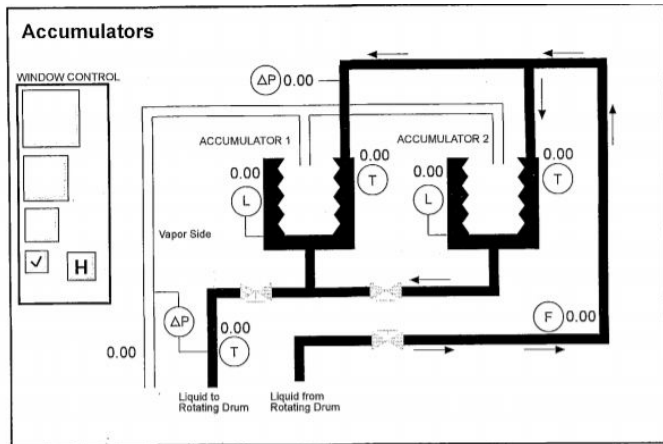 Accumulators
WINDOW CONTROL
ΔP 0.00
ACCUMULATOR 1
ACCUMULATOR 2
0.00
0.00
0.00
0.00
L
T
L
T
Vapor Side
ΔP
0.00
F 0.00
0.00
T
H
Liquid to
Rotating Drum
Liquid from
Rotating Drum